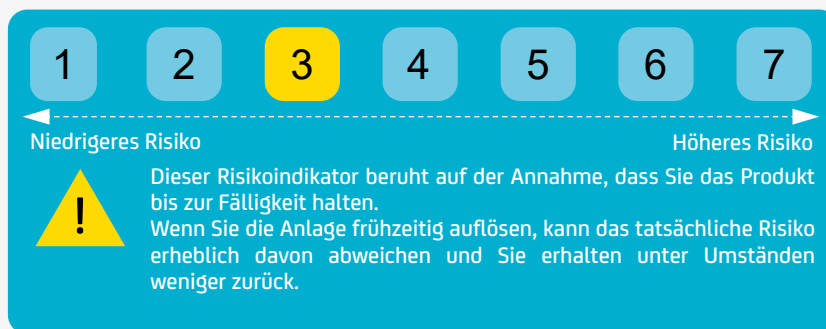 1 2 3 4 5 6 7
Niedrigeres Risiko Höheres Risiko
!
Dieser Risikoindikator beruht auf der Annahme, dass Sie das Produkt
bis zur Fälligkeit halten.
Wenn Sie die Anlage frühzeitig auflösen, kann das tatsächliche Risiko
erheblich davon abweichen und Sie erhalten unter Umständen
weniger zurück.